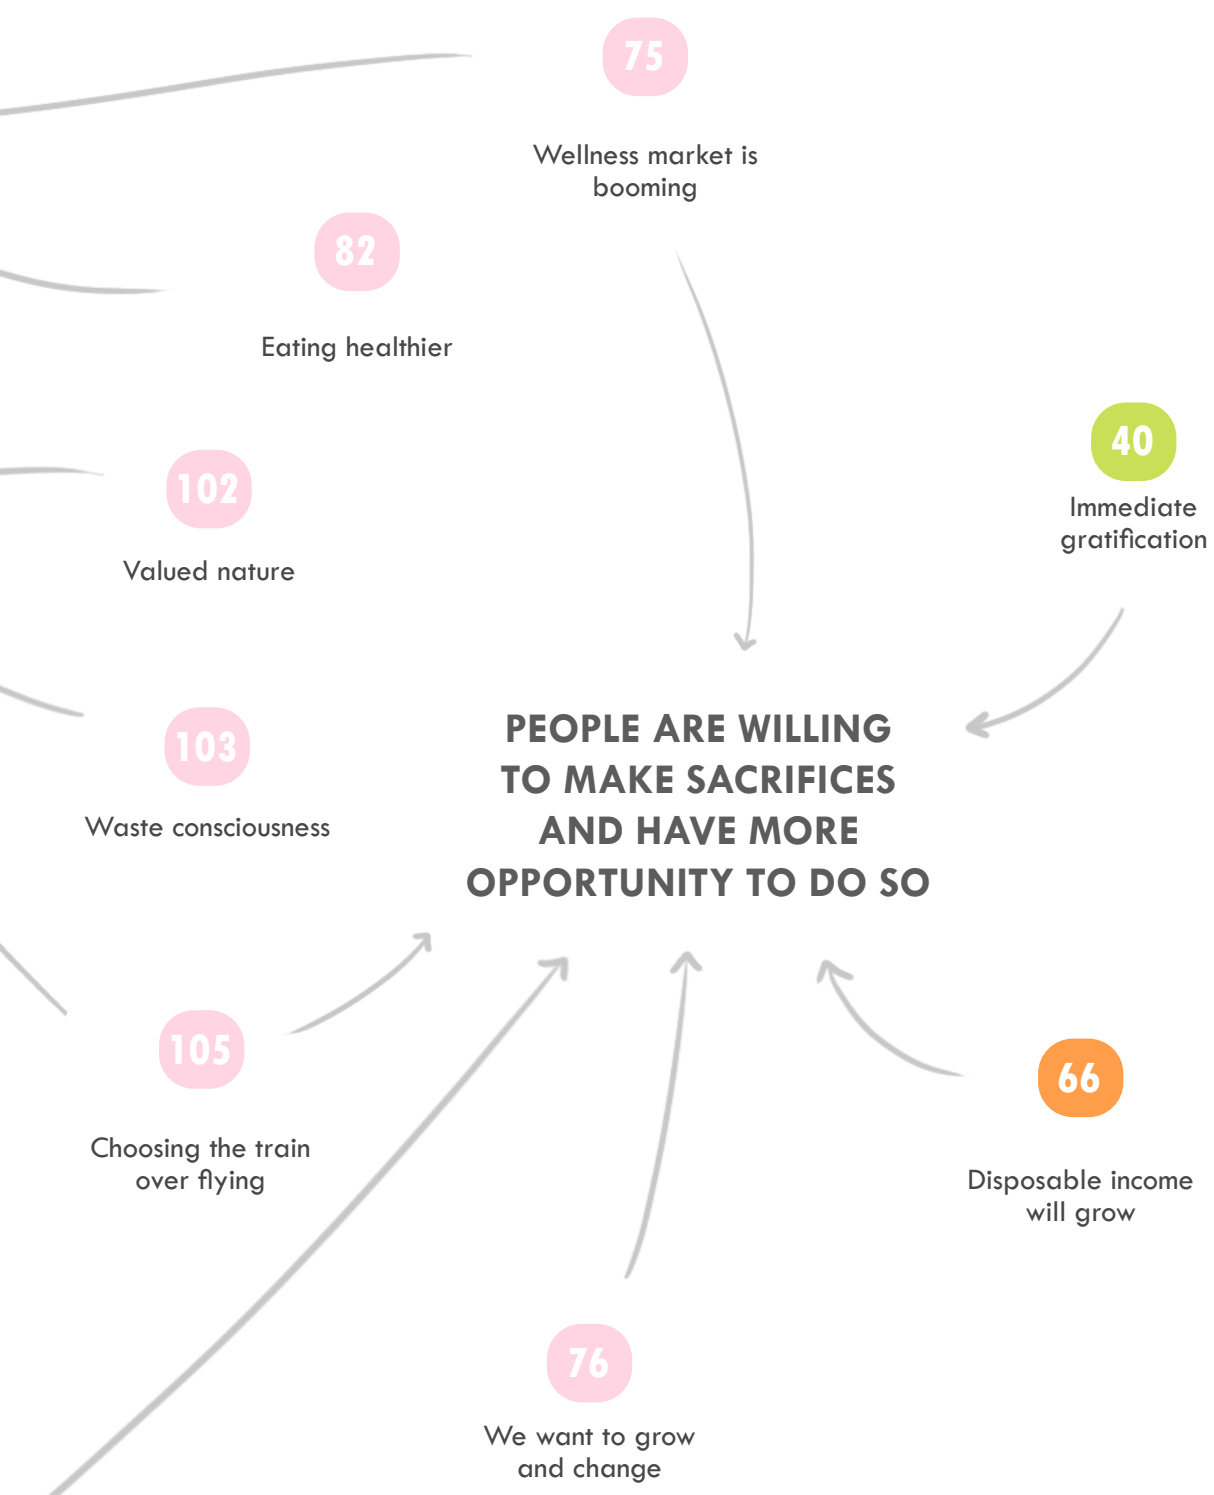 75
Wellness market is
booming
82
Eating healthier
40
Immediate
gratification
102
Valued nature
103
Waste consciousness
PEOPLE ARE WILLING
TO MAKE SACRIFICES
AND HAVE MORE
OPPORTUNITY TO DO SO
105
Choosing the train
over flying
66
Disposable income
will grow
76
We want to grow
and change